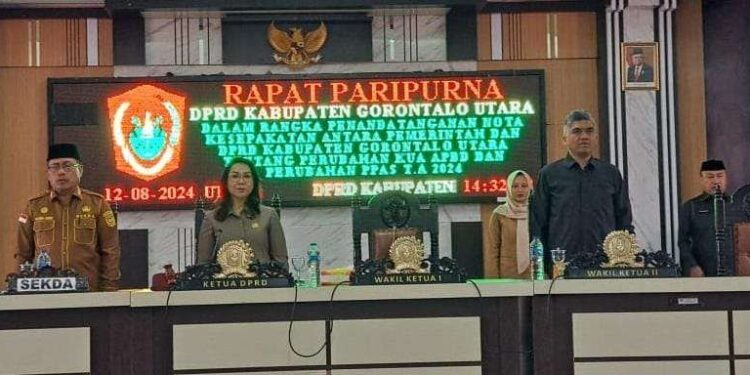 RAPAT PARIPURNA
DPRD KABUPATEN GORONTALO UTARA
DALAM RANGKA PENANDATANGANAN NOTA
KESEPAKATAN ANTARA PEMERINTAH DAN
DPRD KABUPATEN GORONTALO UTARA
TENTANG PERUBAHAN KUA APBD DAN
PERUBAHAN PPAS T.A 2024
12-08-2024 DPRD KABUPATEN 14:32
SEKDA
KETUA DPRD
WAKIL KETUA I
WAKIL KETUA II